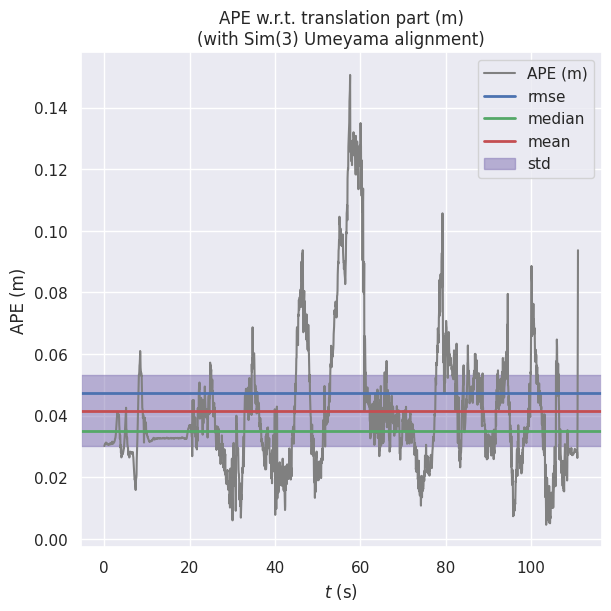 APE w.r.t. translation part (m)
(with Sim(3) Umeyama alignment)
APE (m)
rmse
median
mean
std
APE (m)
0.14
0.12
0.10
0.08
0.06
0.04
0.02
0.00
0 20 40 60 80 100
t (s)